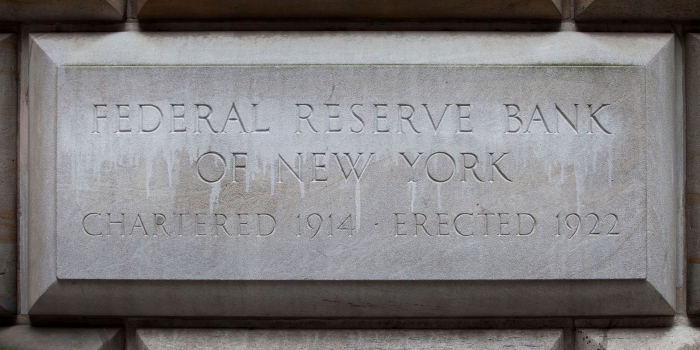 FEDERAL RESERVE BANK
OF NEW YORK
CHARTERED 1914 · ERECTED 1922